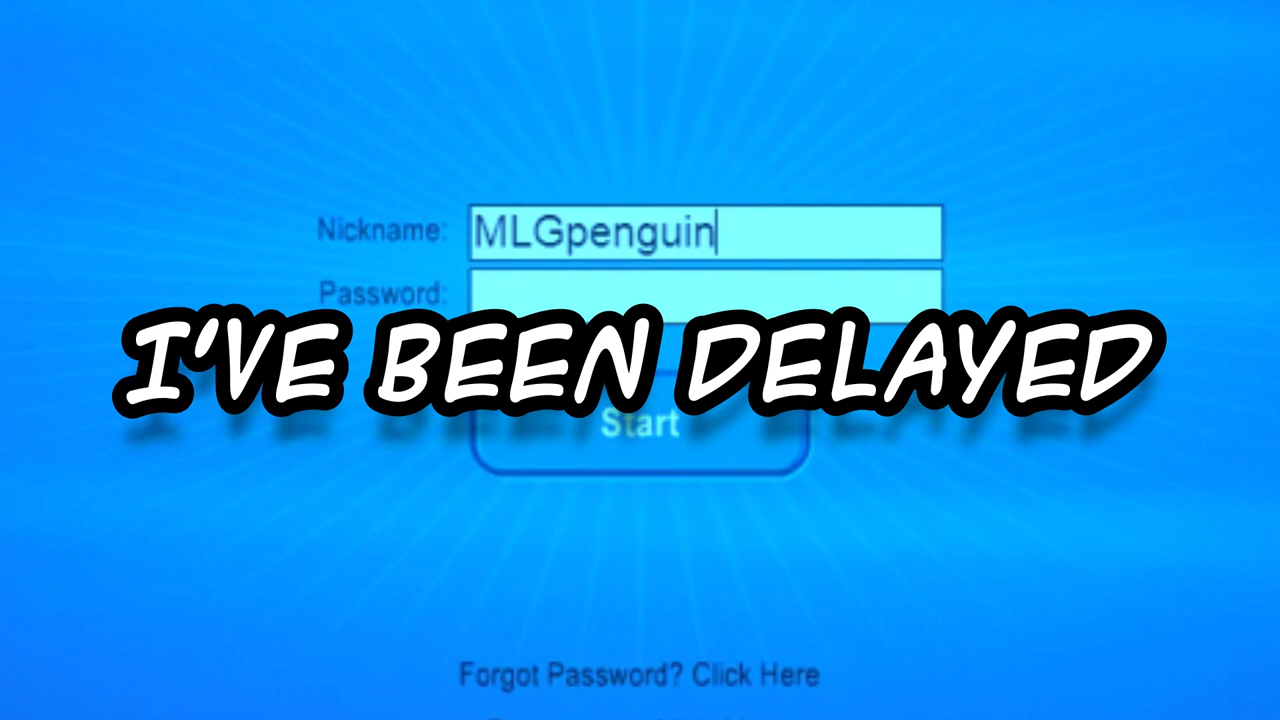 Nickname: MLGpenguin
Password:
I'VE BEEN DELAYED
Start
Forgot Password? Click Here